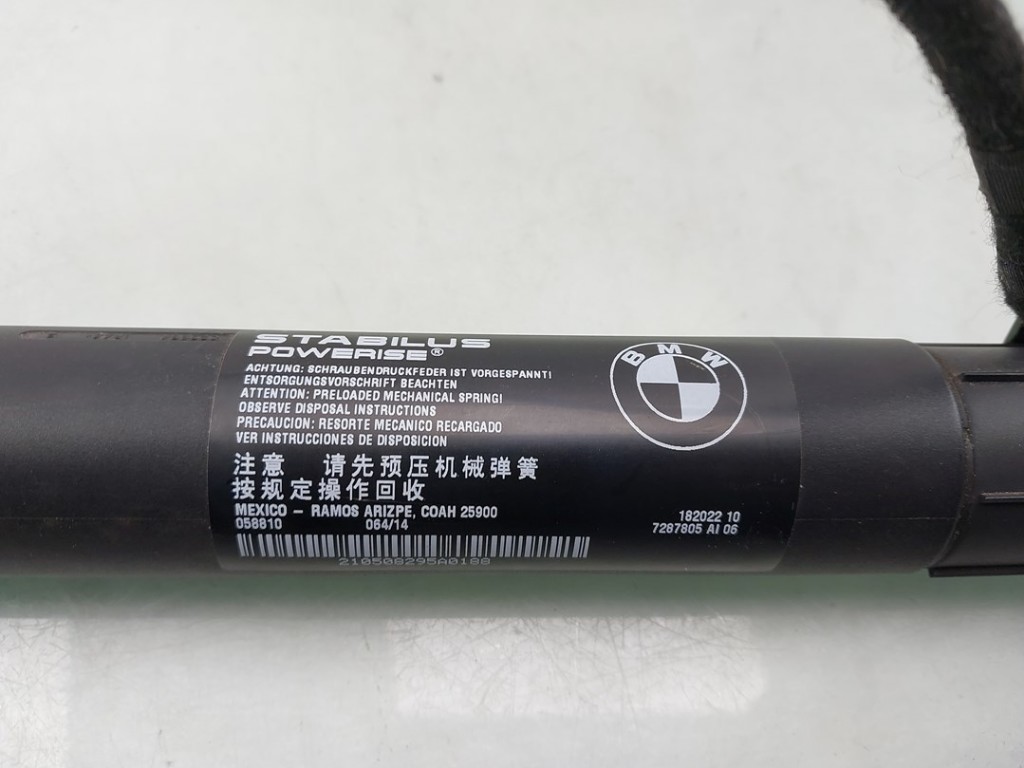 STABILUS
POWERISE®
ACHTUNG: SCHRAUBENDRUCKFEDER IST VORGESPANNT!
ENTSORGUNGSVORSCHRIFT BEACHTEN
ATTENTION: PRELOADED MECHANICAL SPRING!
OBSERVE DISPOSAL INSTRUCTIONS
PRECAUCION: RESORTE MECANICO RECARGADO
VER INSTRUCCIONES DE DISPOSICION
注意 请先预压机械弹簧
按规定操作回收
MEXICO – RAMOS ARIZPE, COAH 25900
058810 064/14
210508295A0188
BMW
182022 10
7287805 AI 06